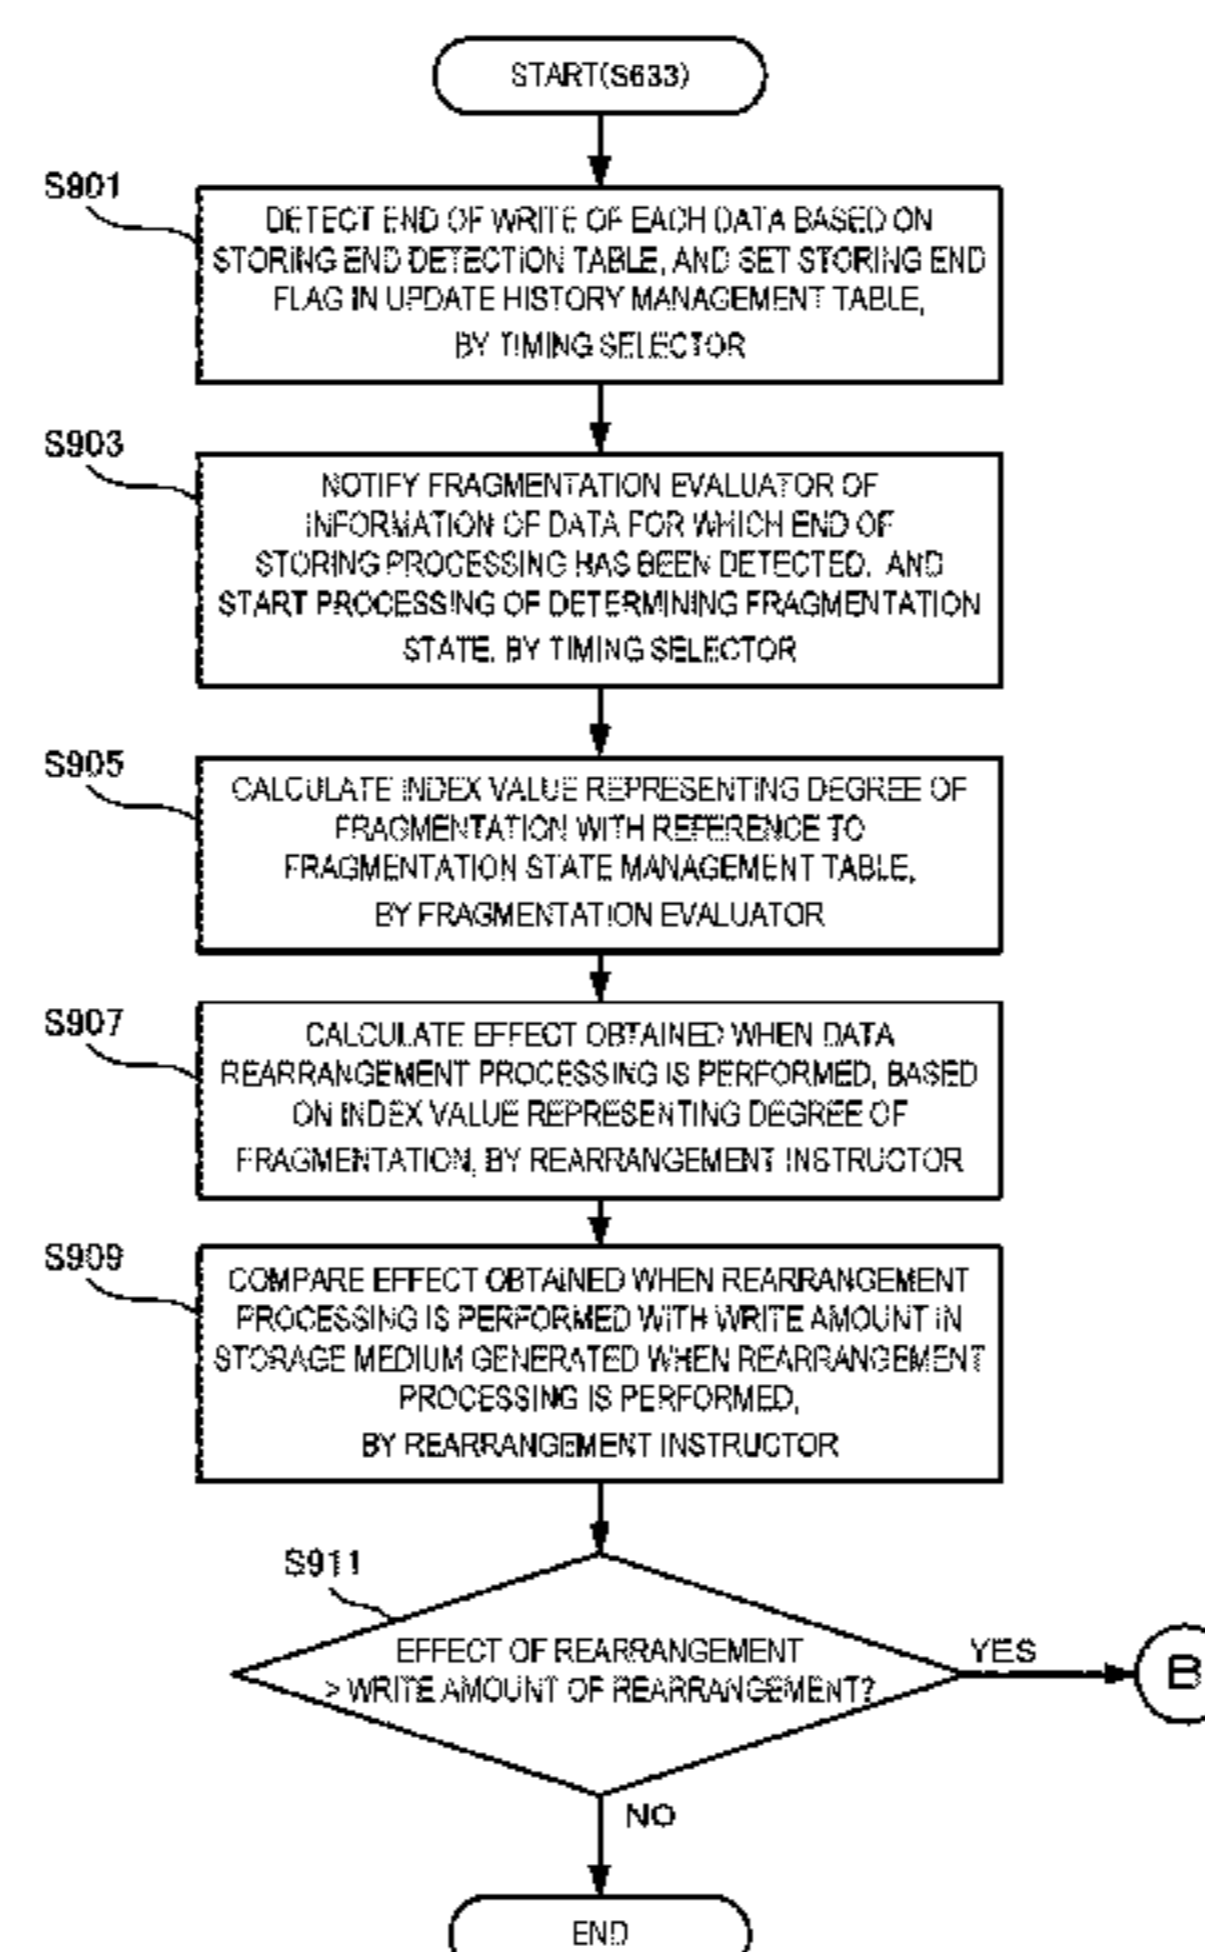 START(S633)
S901
DETECT END OF WRITE OF EACH DATA BASED ON
STORING END DETECTION TABLE, AND SET STORING END
FLAG IN UPDATE HISTORY MANAGEMENT TABLE,
BY TIMING SELECTOR
S903
NOTIFY FRAGMENTATION EVALUATOR OF
INFORMATION OF DATA FOR WHICH END OF
STORING PROCESSING HAS BEEN DETECTED, AND
START PROCESSING OF DETERMINING FRAGMENTATION
STATE, BY TIMING SELECTOR
S905
CALCULATE INDEX VALUE REPRESENTING DEGREE OF
FRAGMENTATION WITH REFERENCE TO
FRAGMENTATION STATE MANAGEMENT TABLE,
BY FRAGMENTATION EVALUATOR
S907
CALCULATE EFFECT OBTAINED WHEN DATA
REARRANGEMENT PROCESSING IS PERFORMED, BASED
ON INDEX VALUE REPRESENTING DEGREE OF
FRAGMENTATION, BY REARRANGEMENT INSTRUCTOR
S909
COMPARE EFFECT OBTAINED WHEN REARRANGEMENT
PROCESSING IS PERFORMED WITH WRITE AMOUNT IN
STORAGE MEDIUM GENERATED WHEN REARRANGEMENT
PROCESSING IS PERFORMED,
BY REARRANGEMENT INSTRUCTOR
S911
EFFECT OF REARRANGEMENT
> WRITE AMOUNT OF REARRANGEMENT?
YES
B
NO
END